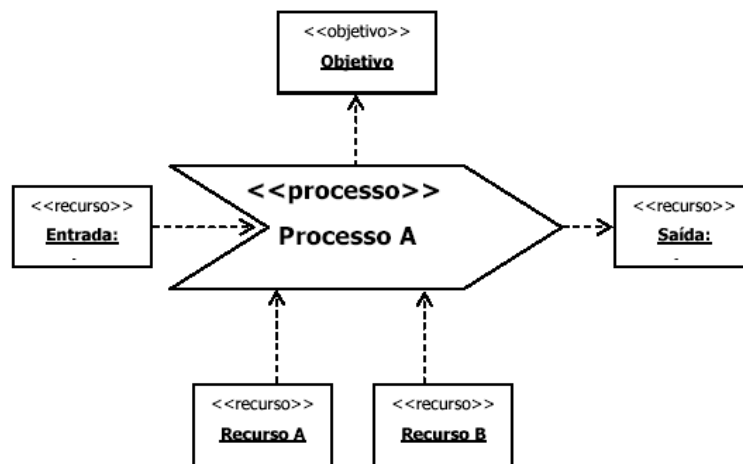 <<objetivo>>
Objetivo
<<processo>>
Processo A
<<recurso>>
Entrada:
-
<<recurso>>
Saída:
-
<<recurso>>
Recurso A
<<recurso>>
Recurso B